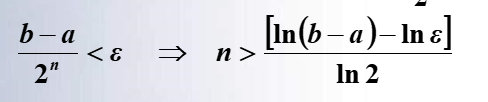 (b − a)/2ⁿ < ε ⇒ n > [ln(b − a) − ln ε]/ln 2